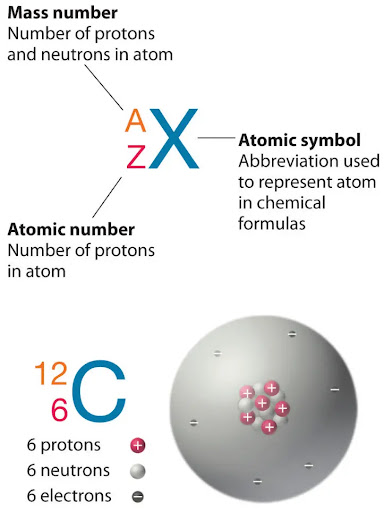 Mass number
Number of protons
and neutrons in atom
A
Z
X
Atomic symbol
Abbreviation used
to represent atom
in chemical
formulas
Atomic number
Number of protons
in atom
12
6
C
6 protons +
6 neutrons
6 electrons −